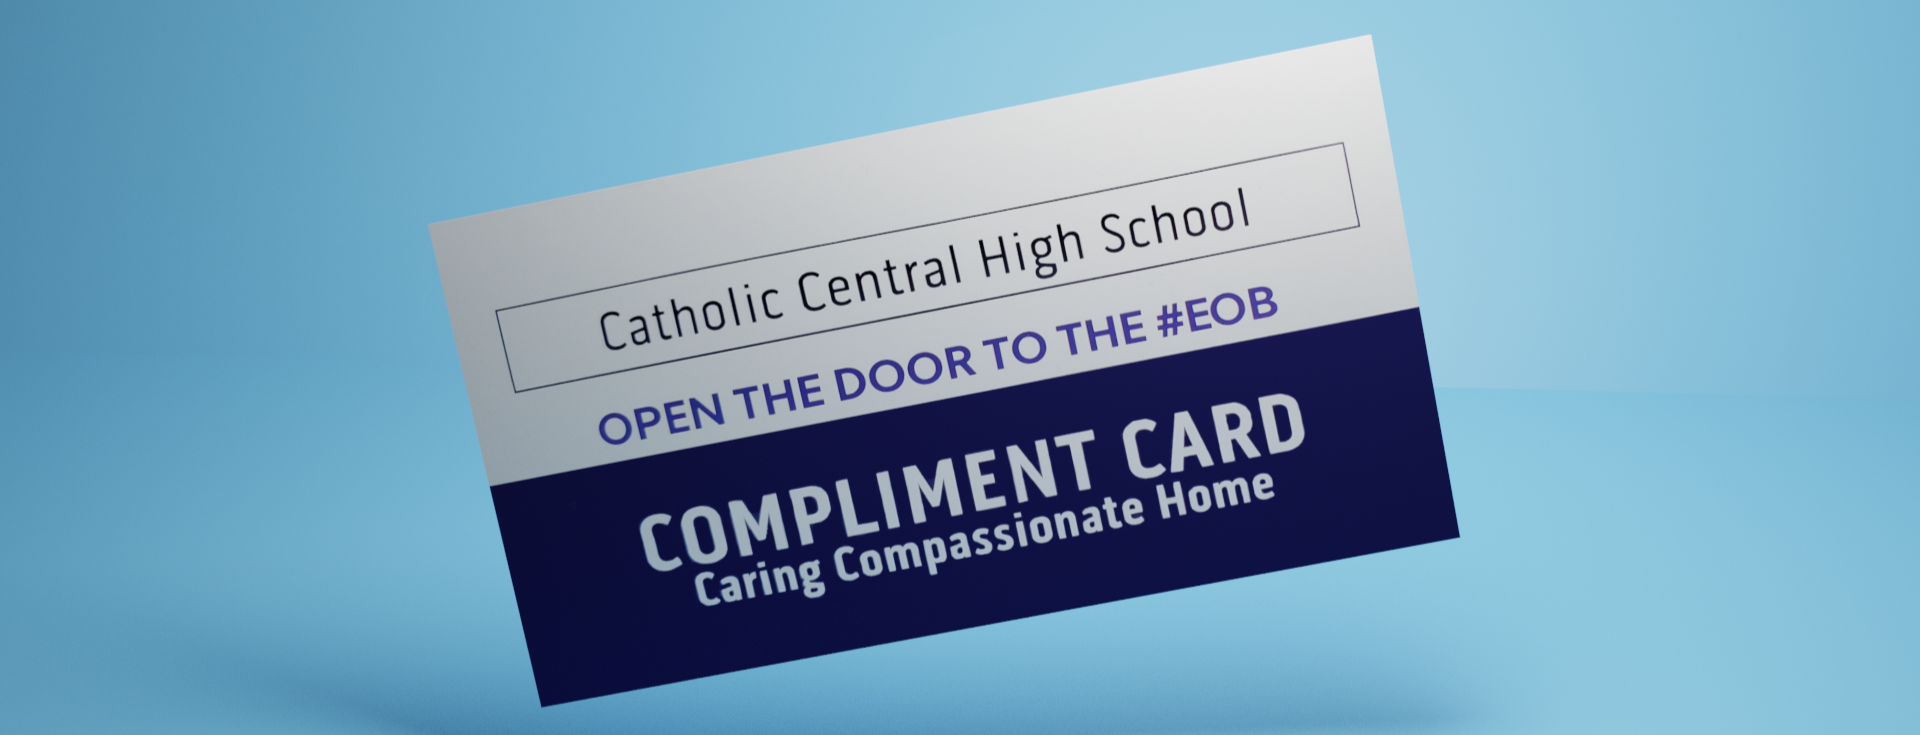 Catholic Central High School
OPEN THE DOOR TO THE #EOB
COMPLIMENT CARD
Caring Compassionate Home